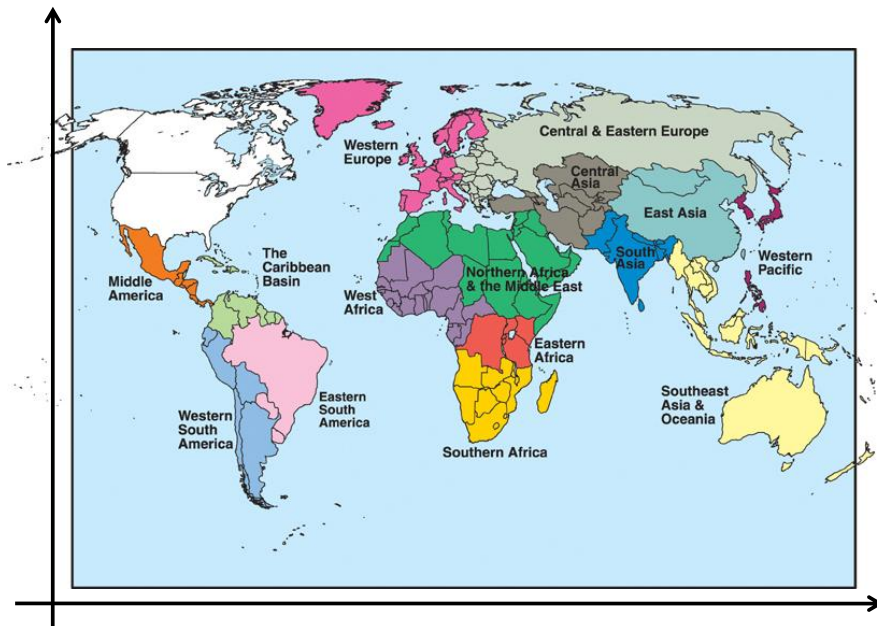 Western
Europe
Central & Eastern Europe
Central
Asia
East Asia
South
Asia
Western
Pacific
The
Caribbean
Basin
Middle
America
West
Africa
Northern Africa
& the Middle East
Eastern
Africa
Western
South
America
Eastern
South
America
Southern Africa
Southeast
Asia &
Oceania